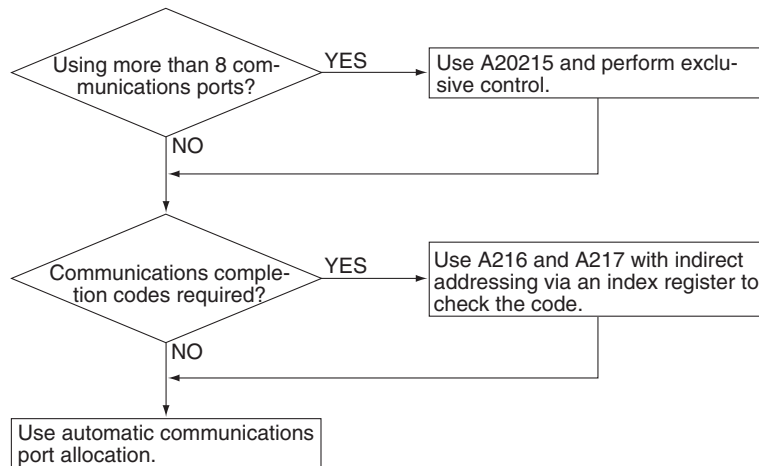 Using more than 8 com-
munications ports?
YES
Use A20215 and perform exclu-
sive control.
NO
Communications comple-
tion codes required?
YES
Use A216 and A217 with indirect
addressing via an index register to
check the code.
NO
Use automatic communications
port allocation.